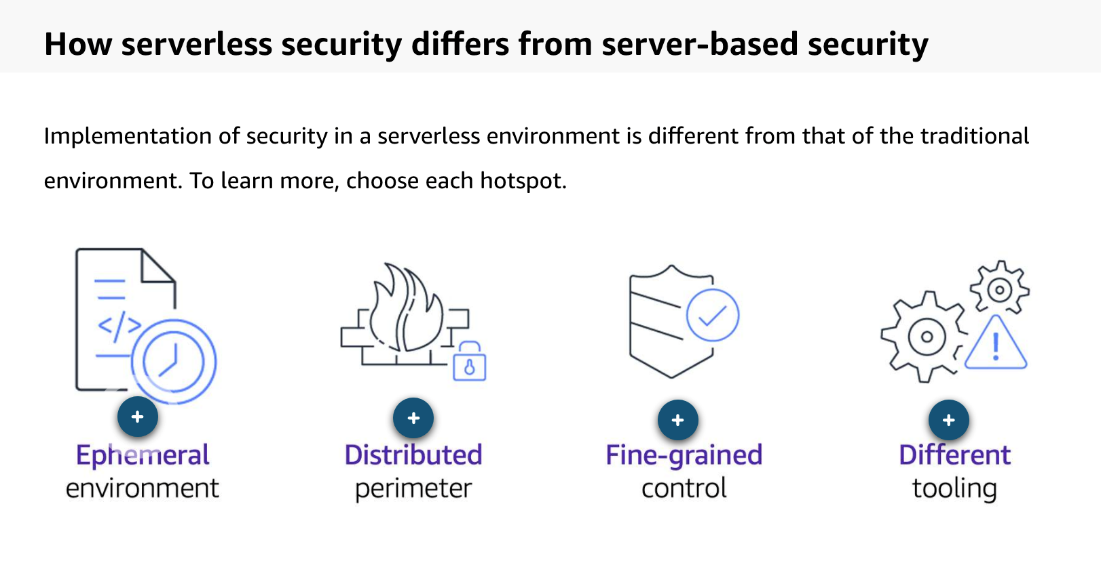 How serverless security differs from server-based security
Implementation of security in a serverless environment is different from that of the traditional
environment. To learn more, choose each hotspot.
</>
!
+
+
+
+
Ephemeral
environment
Distributed
perimeter
Fine-grained
control
Different
tooling